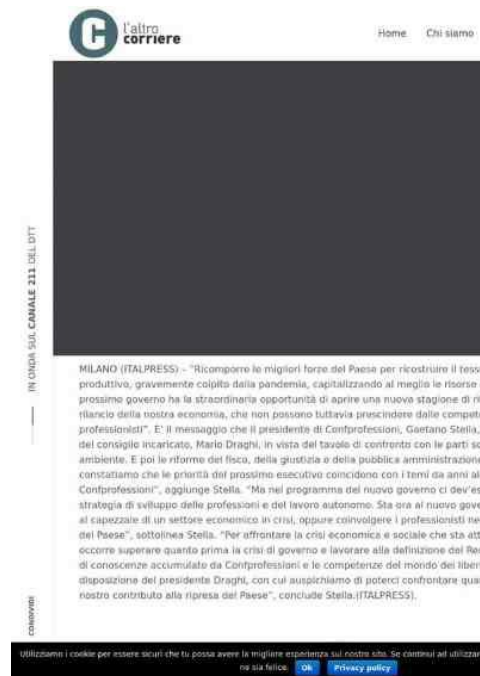 l'altro
corriere
Home Chi siamo
IN ONDA SUL CANALE 211 DEL DTT
MILANO (ITALPRESS) – "Ricomporre le migliori forze del Paese per ricostruire il tess
produttivo, gravemente colpito dalla pandemia, capitalizzando al meglio le risorse
prossimo governo ha la straordinaria opportunità di aprire una nuova stagione di ri
rilancio della nostra economia, che non possono tuttavia prescindere dalle compet
professionisti". E' il messaggio che il presidente di Confprofessioni, Gaetano Stella,
del consiglio incaricato, Mario Draghi, in vista del tavolo di confronto con le parti so
ambiente. E poi le riforme del fisco, della giustizia e della pubblica amministrazione
constatiamo che le priorità del prossimo esecutivo coincidono con i temi da anni al
Confprofessioni", aggiunge Stella. "Ma nel programma del nuovo governo ci dev'es
strategia di sviluppo delle professioni e del lavoro autonomo. Sta ora al nuovo gove
al capezzale di un settore economico in crisi, oppure coinvolgere i professionisti ne
del Paese", sottolinea Stella. "Per affrontare la crisi economica e sociale che sta att
occorre superare quanto prima la crisi di governo e lavorare alla definizione del Re
di conoscenze accumulato da Confprofessioni e le competenze del mondo dei liber
disposizione del presidente Draghi, con cui auspichiamo di poterci confrontare qua
nostro contributo alla ripresa del Paese", conclude Stella.(ITALPRESS).
CONDIVIDI
Utilizziamo i cookie per essere sicuri che tu possa avere la migliore esperienza sul nostro sito. Se continui ad utilizzar
ne sia felice. Ok Privacy policy